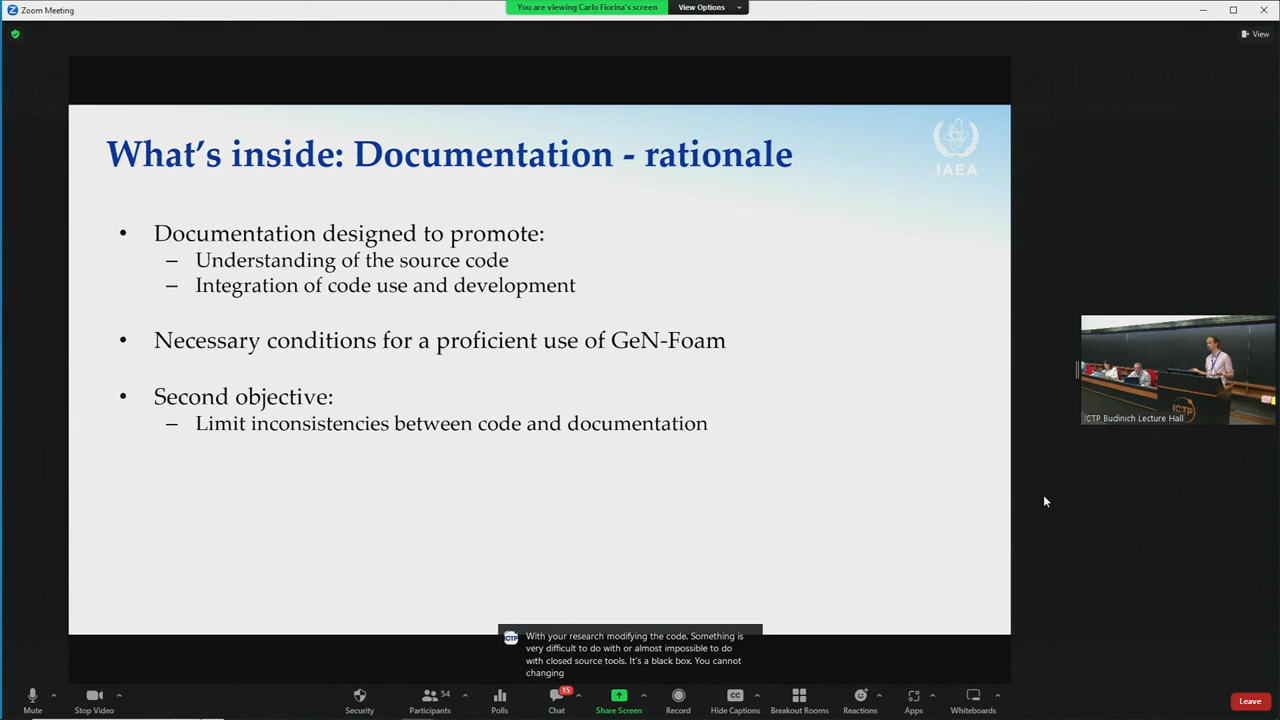 Zoom Meeting
You are viewing Carlo Fiorina's screen
View Options
View
What's inside: Documentation - rationale
IAEA
• Documentation designed to promote:
– Understanding of the source code
– Integration of code use and development
• Necessary conditions for a proficient use of GeN-Foam
• Second objective:
– Limit inconsistencies between code and documentation
ICTP
ICTP Budinich Lecture Hall
ICTP
With your research modifying the code. Something is
very difficult to do with or almost impossible to do
with closed source tools. It's a black box. You cannot
changing
Mute
Stop Video
Security
54
Participants
Polls
15
Chat
Share Screen
Record
CC
Hide Captions
Breakout Rooms
Reactions
Apps
Whiteboards
Leave